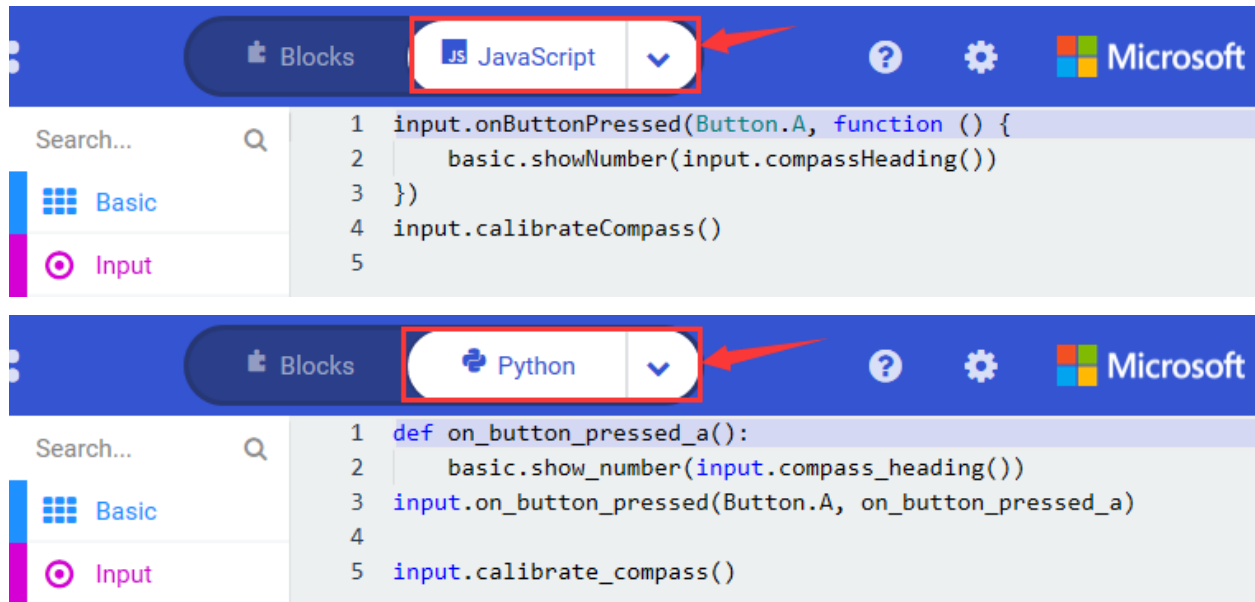 Blocks JS JavaScript Microsoft
Search...
Basic
Input
1 input.onButtonPressed(Button.A, function () {
2     basic.showNumber(input.compassHeading())
3 })
4 input.calibrateCompass()
5
Blocks Python Microsoft
Search...
Basic
Input
1 def on_button_pressed_a():
2     basic.show_number(input.compass_heading())
3 input.on_button_pressed(Button.A, on_button_pressed_a)
4
5 input.calibrate_compass()